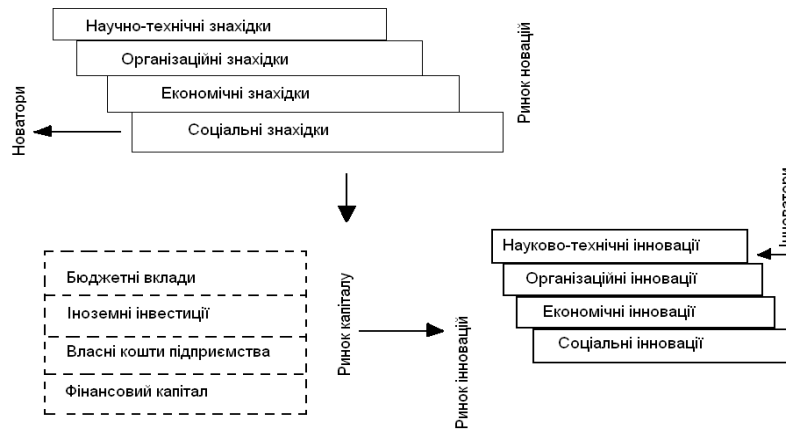 Научно-технічні знахідки
Організаційні знахідки
Економічні знахідки
Соціальні знахідки
Новатори
Ринок новацій
Бюджетні вклади
Іноземні інвестиції
Власні кошти підприємства
Фінансовий капітал
Ринок капіталу
Ринок інновацій
Науково-технічні інновації
Організаційні інновації
Економічні інновації
Соціальні інновації
Інноватори